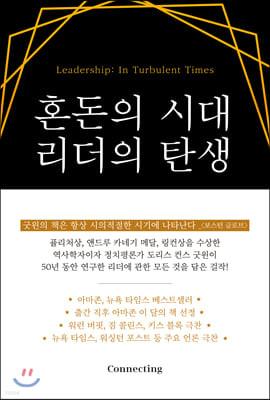 Leadership: In Turbulent Times
혼돈의 시대
리더의 탄생
굿윈의 책은 항상 시의적절한 시기에 나타난다 _<보스턴 글로브>
퓰리처상, 앤드루 카네기 메달, 링컨상을 수상한
역사학자이자 정치평론가 도리스 컨스 굿윈이
50년 동안 연구한 리더에 관한 모든 것을 담은 걸작!
• 아마존, 뉴욕 타임스 베스트셀러 •
• 출간 직후 아마존 이 달의 책 선정 •
• 워런 버핏, 짐 콜린스, 키스 블록 극찬 •
• 뉴욕 타임스, 워싱턴 포스트 등 주요 언론 극찬 •
Connecting
yes24